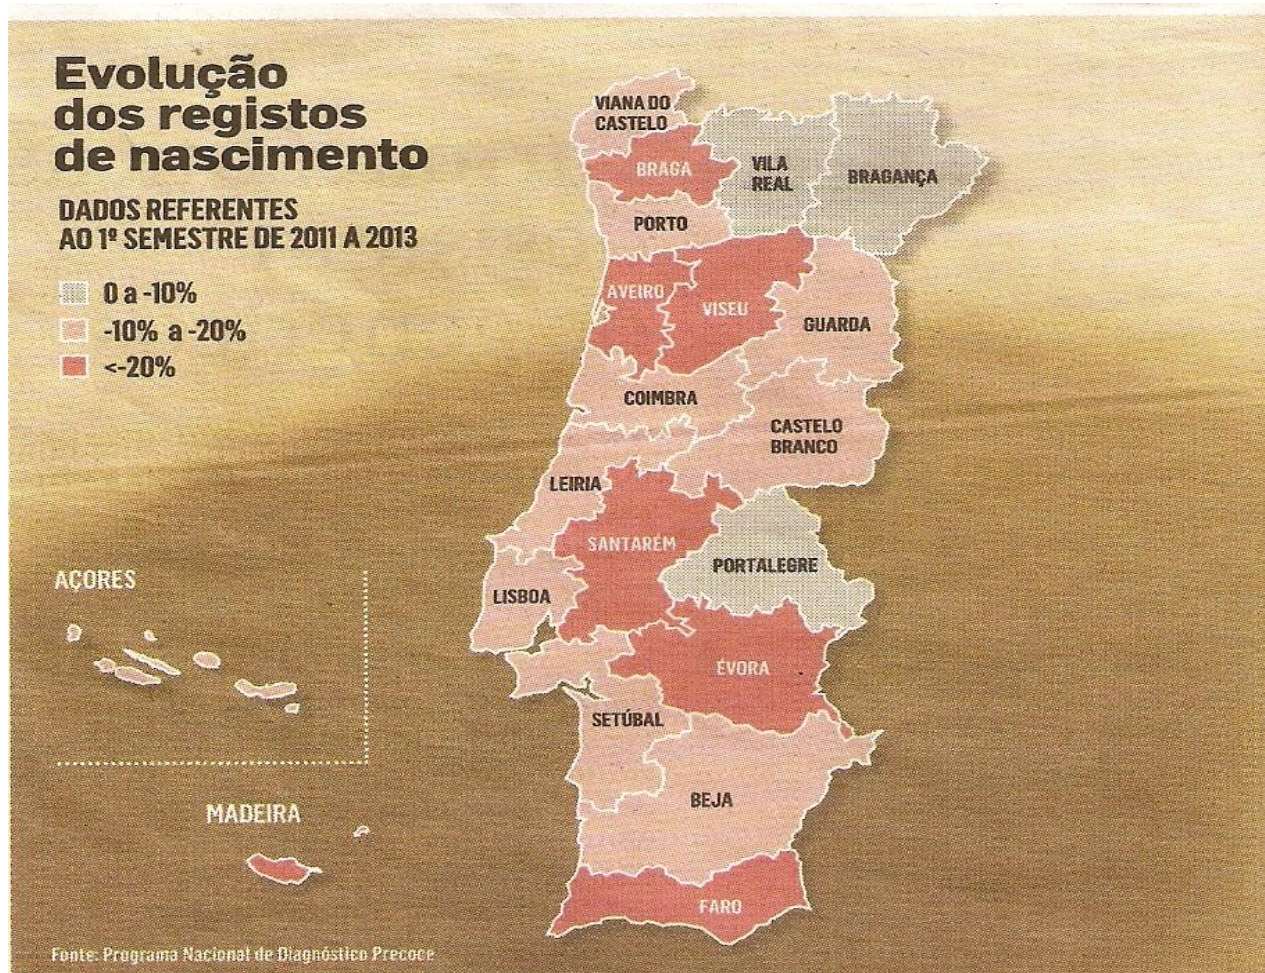 Evolução
dos registos
de nascimento
DADOS REFERENTES
AO 1º SEMESTRE DE 2011 A 2013
0 a -10%
-10% a -20%
<-20%
VIANA DO
CASTELO
BRAGA
VILA
REAL
BRAGANÇA
PORTO
AVEIRO
VISEU
GUARDA
COIMBRA
CASTELO
BRANCO
LEIRIA
SANTARÉM
PORTALEGRE
LISBOA
ÉVORA
SETÚBAL
BEJA
FARO
AÇORES
MADEIRA
Fonte: Programa Nacional de Diagnóstico Precoce